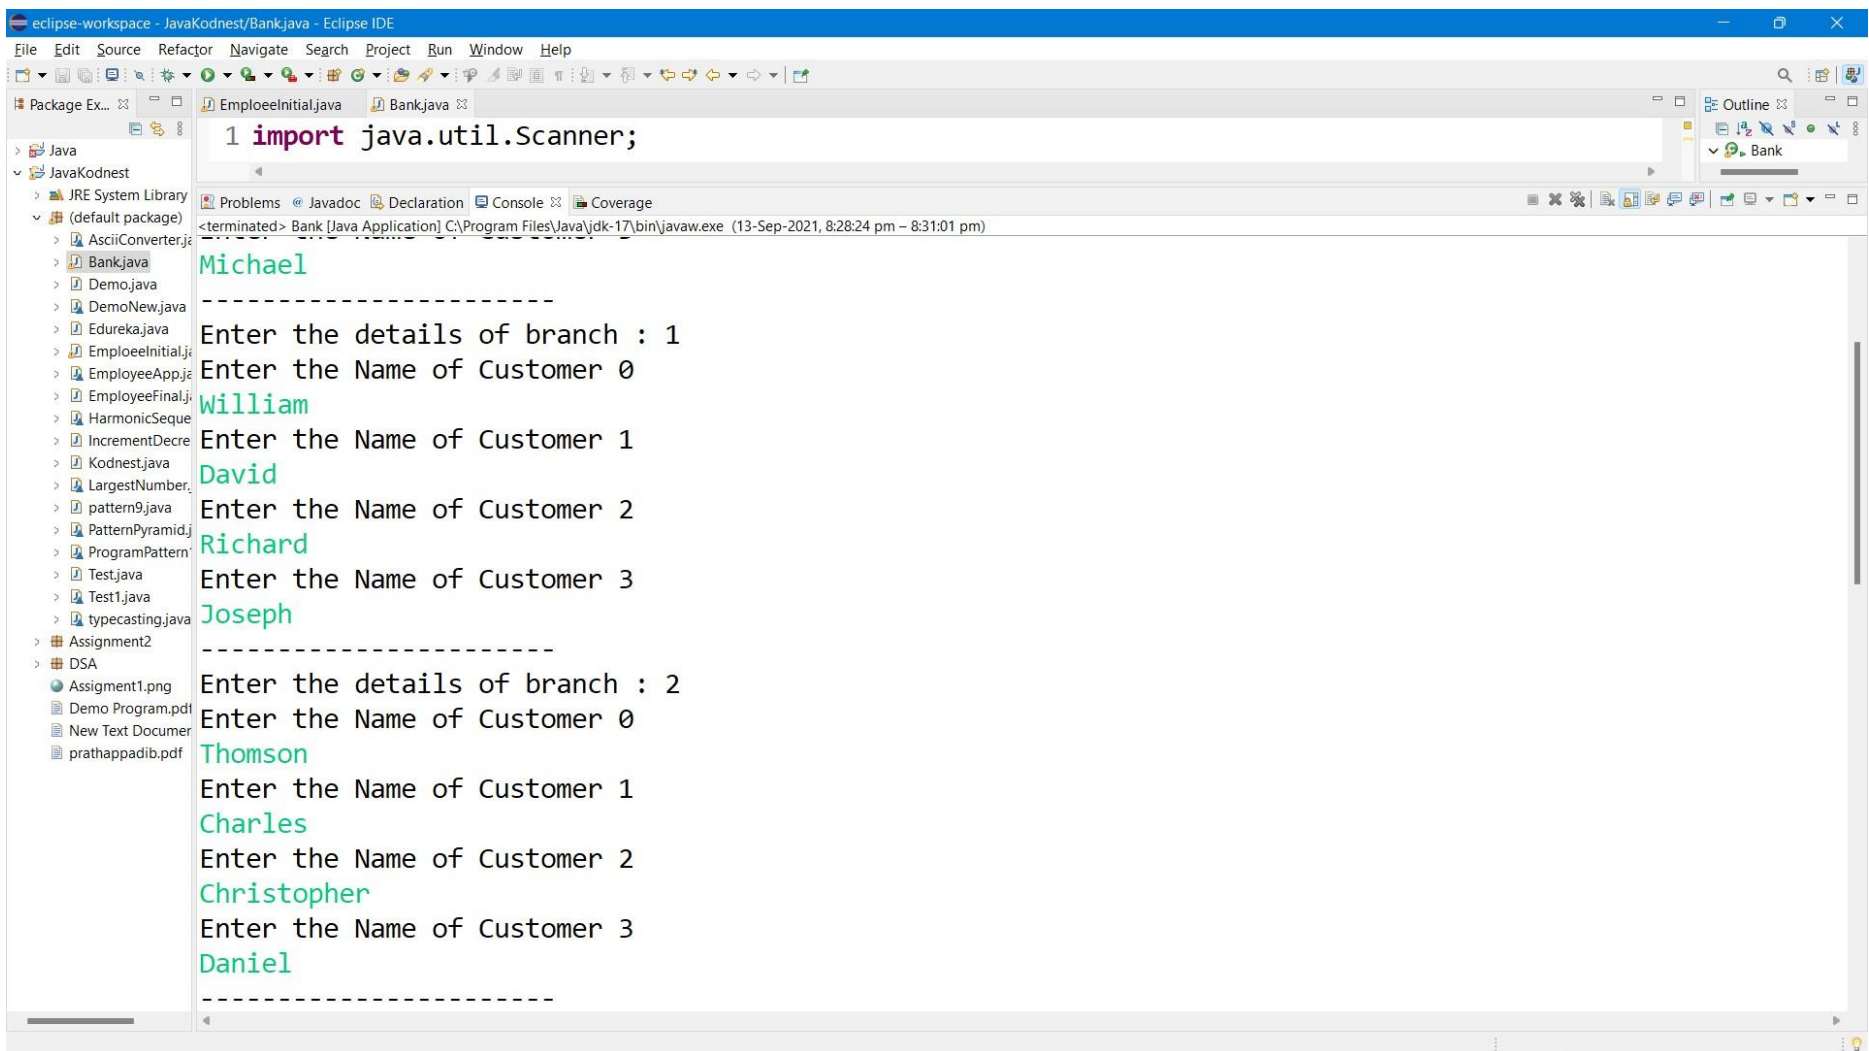 eclipse-workspace - JavaKodnest/Bank.java - Eclipse IDE
File Edit Source Refactor Navigate Search Project Run Window Help
Package Ex...
EmploeeInitial.java Bank.java
Outline
1 import java.util.Scanner;
Bank
Java
JavaKodnest
JRE System Library
(default package)
AsciiConverter.ja
Bank.java
Demo.java
DemoNew.java
Edureka.java
EmploeeInitial.ja
EmployeeApp.ja
EmployeeFinal.ja
HarmonicSeque
IncrementDecre
Kodnest.java
LargestNumber.
pattern9.java
PatternPyramid.j
ProgramPattern
Test.java
Test1.java
typecasting.java
Assignment2
DSA
Assigment1.png
Demo Program.pdf
New Text Documer
prathappadib.pdf
Problems Javadoc Declaration Console Coverage
<terminated> Bank [Java Application] C:\Program Files\Java\jdk-17\bin\javaw.exe (13-Sep-2021, 8:28:24 pm – 8:31:01 pm)
Michael
-----------------------
Enter the details of branch : 1
Enter the Name of Customer 0
William
Enter the Name of Customer 1
David
Enter the Name of Customer 2
Richard
Enter the Name of Customer 3
Joseph
-----------------------
Enter the details of branch : 2
Enter the Name of Customer 0
Thomson
Enter the Name of Customer 1
Charles
Enter the Name of Customer 2
Christopher
Enter the Name of Customer 3
Daniel
-----------------------